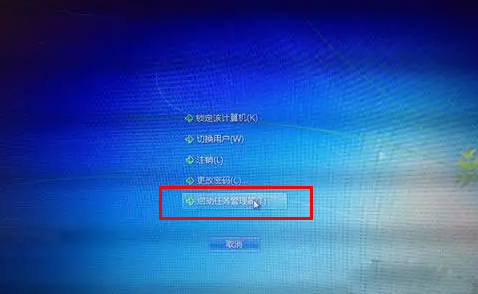 锁定该计算机(K)
切换用户(W)
注销(L)
更改密码(C)
启动任务管理器(T)
取消